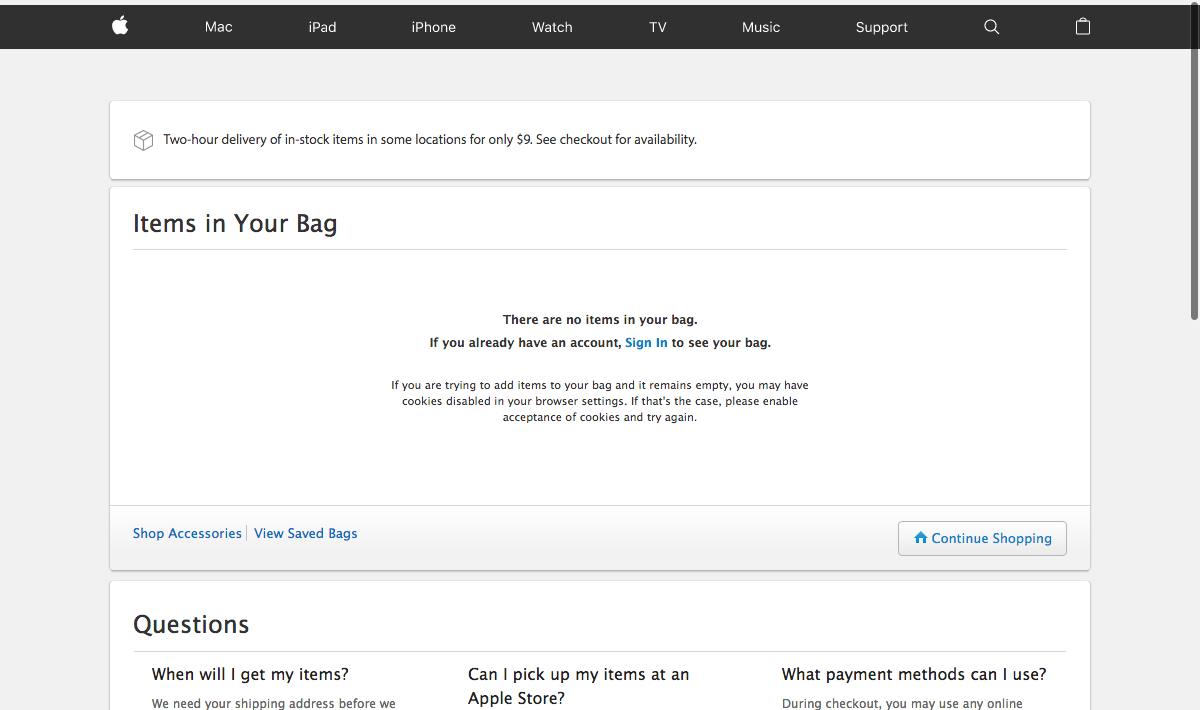 Mac iPad iPhone Watch TV Music Support
Two-hour delivery of in-stock items in some locations for only $9. See checkout for availability.
Items in Your Bag
There are no items in your bag.
If you already have an account, Sign In to see your bag.
If you are trying to add items to your bag and it remains empty, you may have
cookies disabled in your browser settings. If that's the case, please enable
acceptance of cookies and try again.
Shop Accessories View Saved Bags
Continue Shopping
Questions
When will I get my items?
We need your shipping address before we
Can I pick up my items at an
Apple Store?
What payment methods can I use?
During checkout, you may use any online